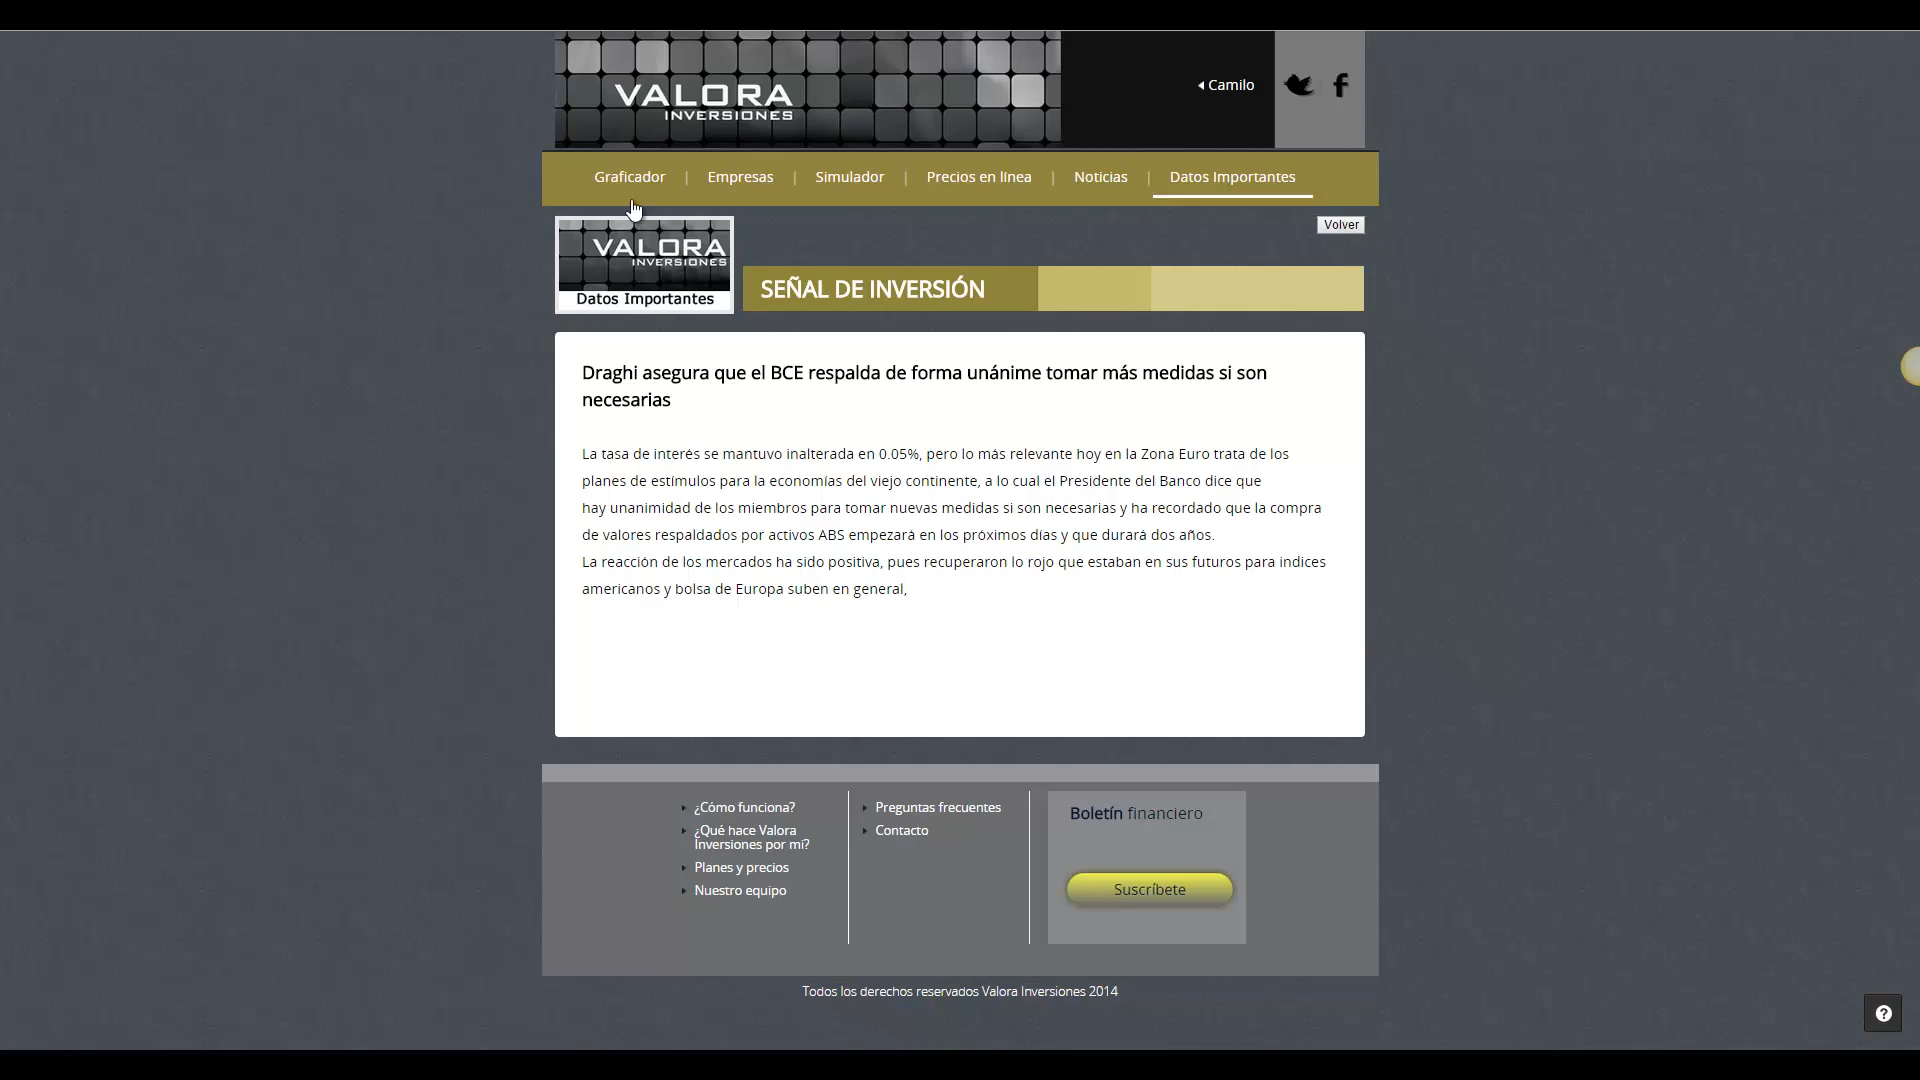 VALORA
INVERSIONES
Camilo
Graficador | Empresas | Simulador | Precios en línea | Noticias | Datos Importantes
Volver
VALORA
INVERSIONES
Datos Importantes
SEÑAL DE INVERSIÓN
Draghi asegura que el BCE respalda de forma unánime tomar más medidas si son
necesarias
La tasa de interés se mantuvo inalterada en 0.05%, pero lo más relevante hoy en la Zona Euro trata de los
planes de estímulos para la economías del viejo continente, a lo cual el Presidente del Banco dice que
hay unanimidad de los miembros para tomar nuevas medidas si son necesarias y ha recordado que la compra
de valores respaldados por activos ABS empezará en los próximos días y que durará dos años.
La reacción de los mercados ha sido positiva, pues recuperaron lo rojo que estaban en sus futuros para indices
americanos y bolsa de Europa suben en general,
¿Cómo funciona?
¿Qué hace Valora
Inversiones por mi?
Planes y precios
Nuestro equipo
Preguntas frecuentes
Contacto
Boletín financiero
Suscríbete
Todos los derechos reservados Valora Inversiones 2014
?